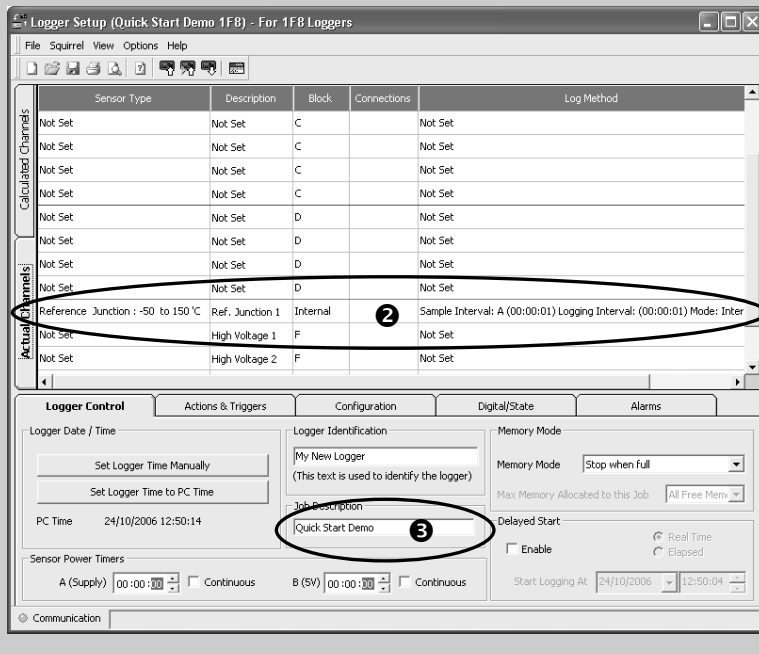 Logger Setup (Quick Start Demo 1F8) - For 1F8 Loggers
File Squirrel View Options Help
Calculated Channels
Actual Channels
Sensor Type Description Block Connections Log Method
Not Set Not Set C Not Set
Not Set Not Set C Not Set
Not Set Not Set C Not Set
Not Set Not Set C Not Set
Not Set Not Set D Not Set
Not Set Not Set D Not Set
Not Set Not Set D Not Set
Not Set Not Set D Not Set
Reference Junction : -50 to 150 'C Ref. Junction 1 Internal ❷ Sample Interval: A (00:00:01) Logging Interval: (00:00:01) Mode: Inter
Not Set High Voltage 1 F Not Set
Not Set High Voltage 2 F Not Set
Logger Control Actions & Triggers Configuration Digital/State Alarms
Logger Date / Time
Set Logger Time Manually
Set Logger Time to PC Time
PC Time 24/10/2006 12:50:14
Logger Identification
My New Logger
(This text is used to identify the logger)
Job Description
Quick Start Demo ❸
Memory Mode
Memory Mode Stop when full
Max Memory Allocated to this Job All Free Mem
Delayed Start
Enable
Real Time
Elapsed
Start Logging At 24/10/2006 12:50:04
Sensor Power Timers
A (Supply) 00:00:00 Continuous B (5V) 00:00:00 Continuous
Communication